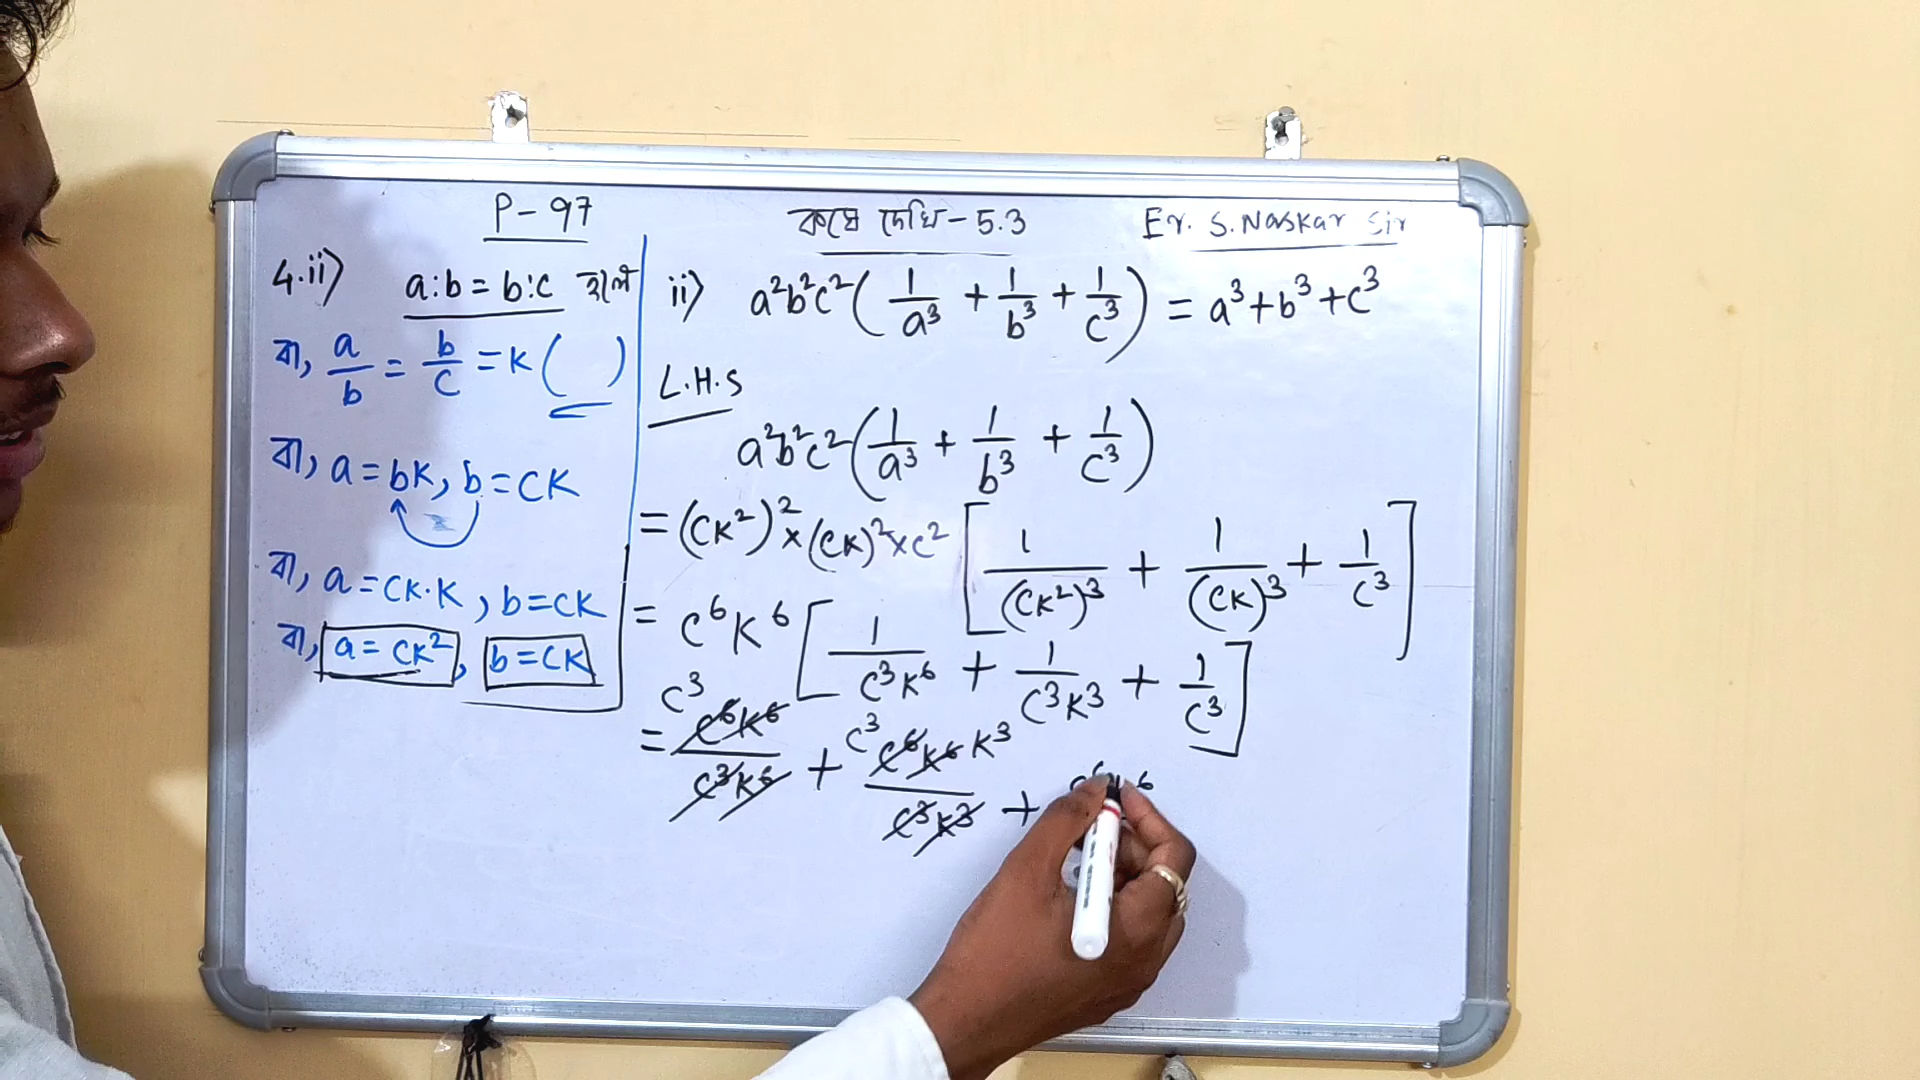 P-97
কষে দেখি-5.3
Er. S. Naskar Sir
4.ii) a:b = b:c হলে
বা, a/b = b/c = K ( )
বা, a = bK, b = CK
বা, a = CK·K, b = CK
বা, a = CK², b = CK
ii) a²b²c² (1/a³ + 1/b³ + 1/c³) = a³+b³+c³
L.H.S
a²b²c² (1/a³ + 1/b³ + 1/c³)
= (CK²)² × (CK)² × C² [1/(CK²)³ + 1/(CK)³ + 1/C³]
= C⁶K⁶ [1/C³K⁶ + 1/C³K³ + 1/C³]
= C³ C⁶K⁶/C³K⁶ + C³ C⁶K⁶ K³/C³K³ +